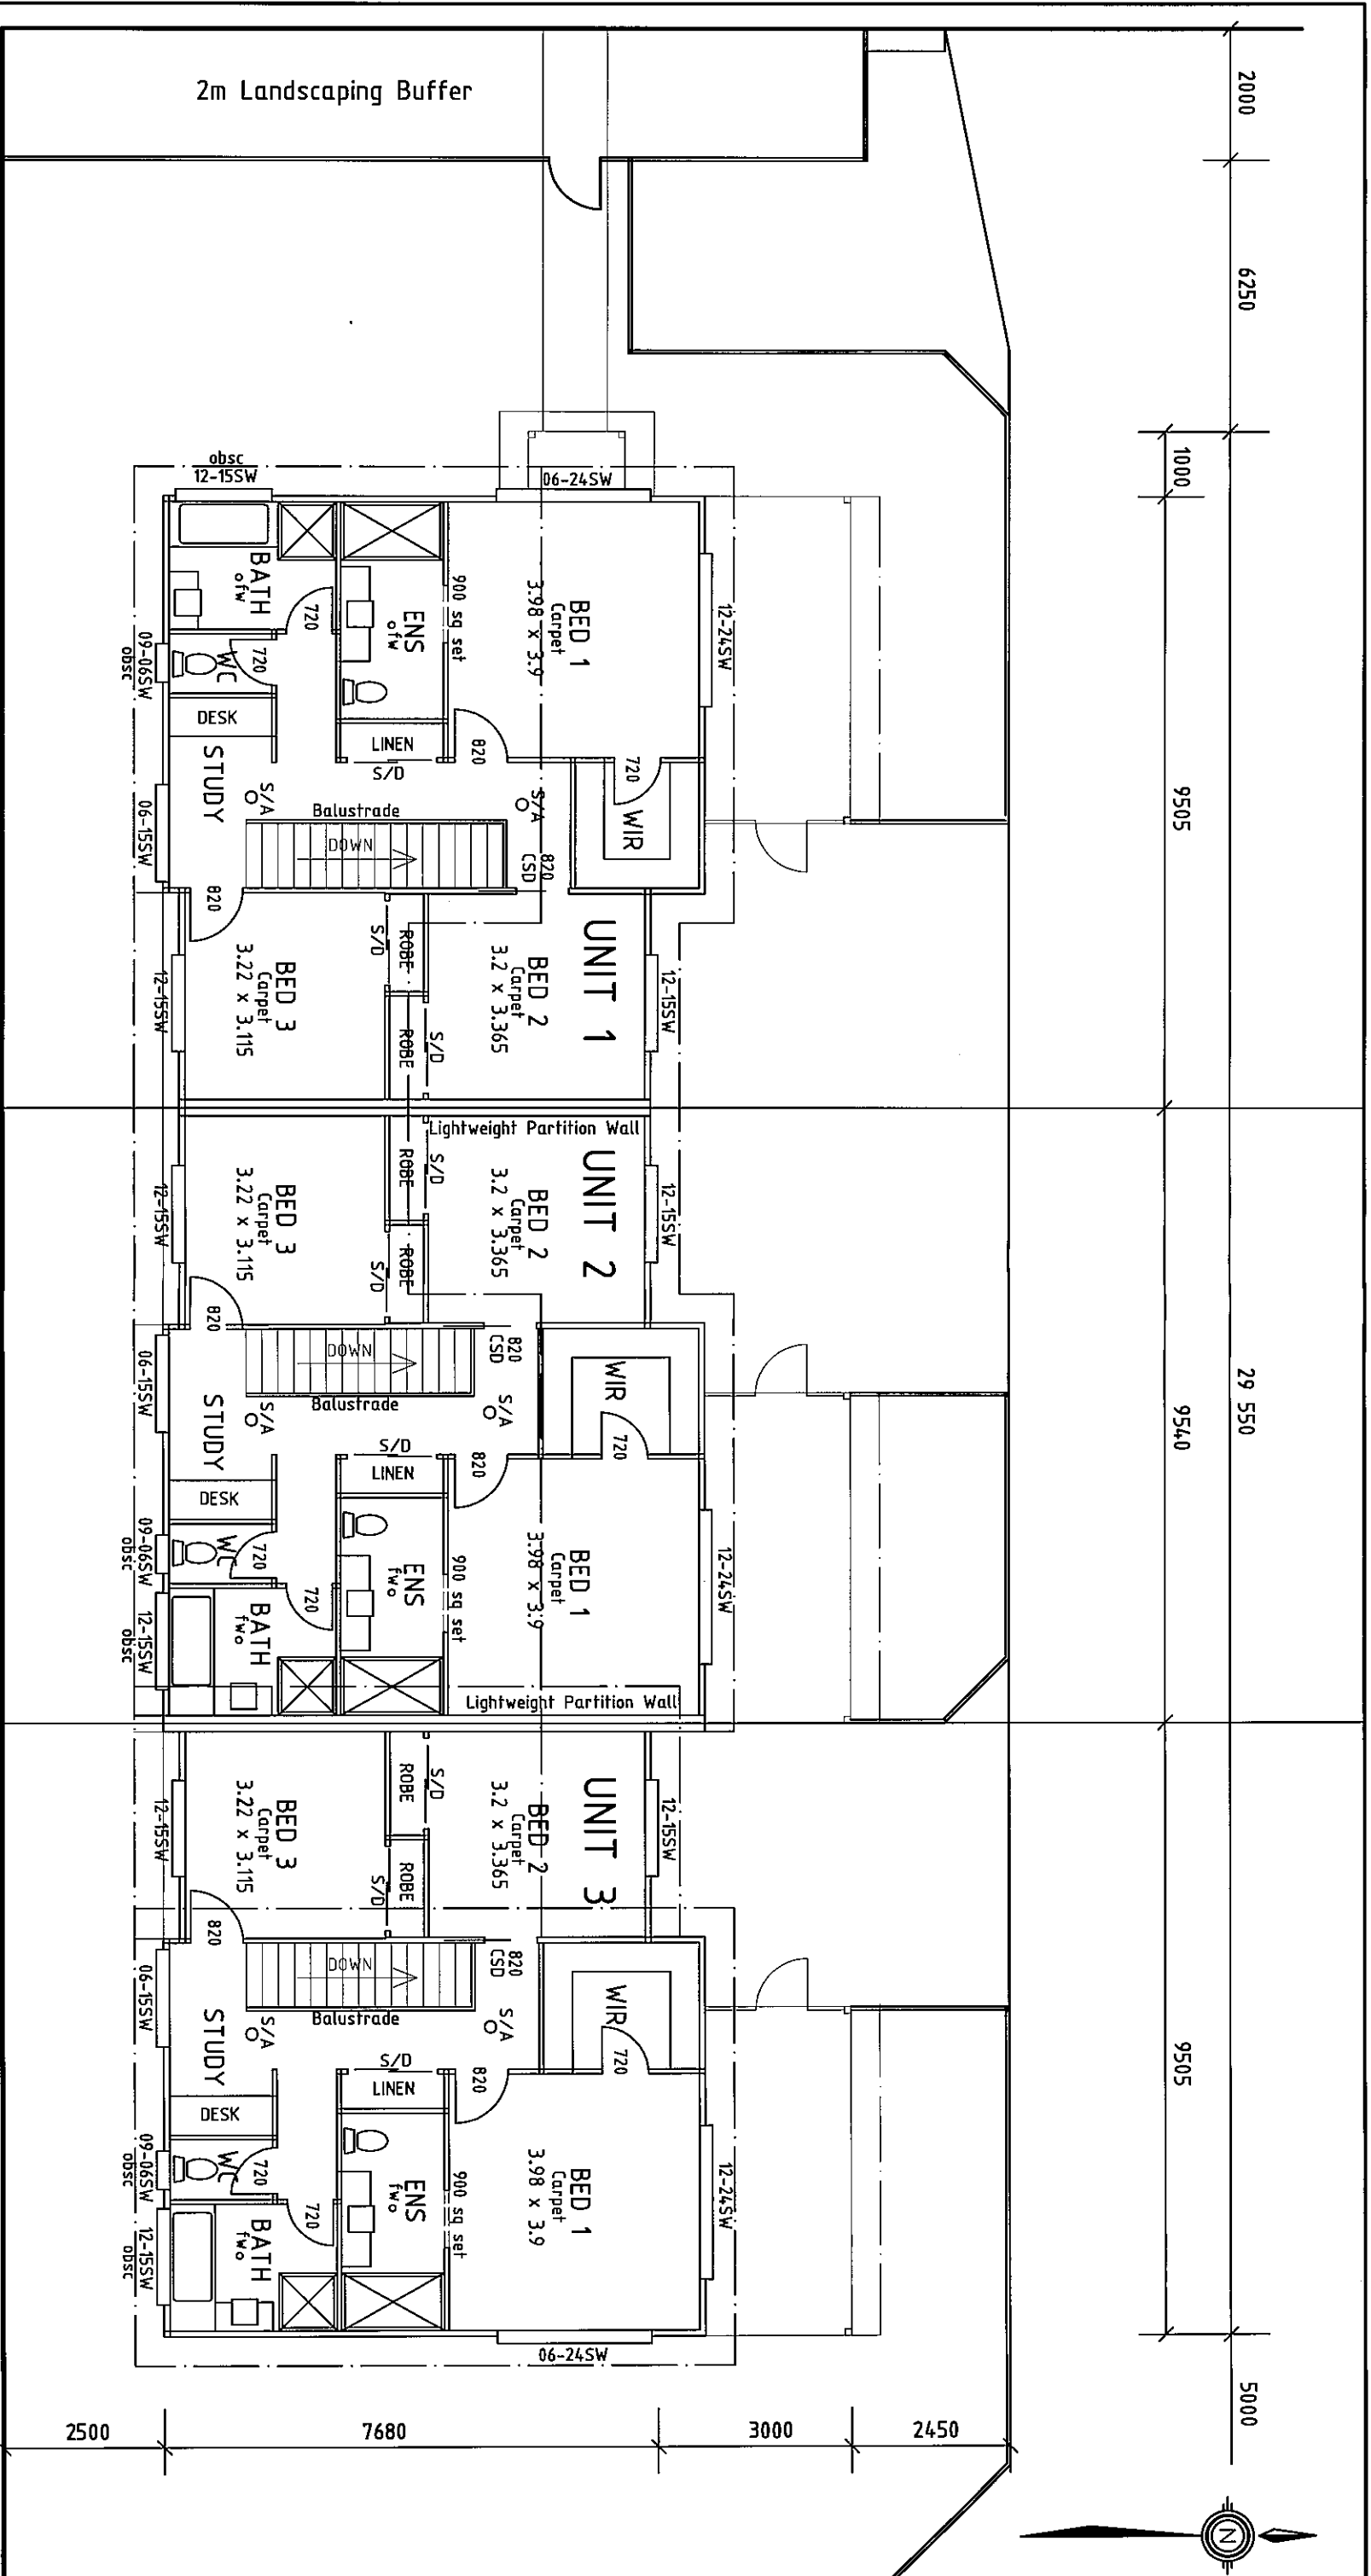 2m Landscaping Buffer
2000
6250
1000
9505
29 550
9540
9505
5000
2500
7680
3000
2450
N
UNIT 1
obsc
12-15SW
06-24SW
12-24SW
BATH
ofw
720
ENS
ofw
900 sq set
BED 1
Carpet
3.98 x 3.9
09-06SW
obsc
WC
720
DESK
LINEN
S/D
820
720
WIR
STUDY
S/A
S/A
Balustrade
DOWN
06-15SW
820
820
CSD
BED 3
Carpet
3.22 x 3.115
12-15SW
ROBE
S/D
ROBE
S/D
BED 2
Carpet
3.2 x 3.365
12-15SW
Lightweight Partition Wall
UNIT 2
BED 2
Carpet
3.2 x 3.365
12-15SW
S/D
ROBE
ROBE
S/D
BED 3
Carpet
3.22 x 3.115
12-15SW
820
820
CSD
DOWN
Balustrade
06-15SW
STUDY
S/A
S/A
WIR
720
S/D
LINEN
820
DESK
09-06SW
obsc
WC
720
720
BATH
fwo
12-15SW
obsc
ENS
fwo
900 sq set
BED 1
Carpet
3.98 x 3.9
12-24SW
Lightweight Partition Wall
UNIT 3
BED 2
Carpet
3.2 x 3.365
12-15SW
S/D
ROBE
ROBE
S/D
BED 3
Carpet
3.22 x 3.115
12-15SW
820
820
CSD
DOWN
Balustrade
06-15SW
STUDY
S/A
S/A
WIR
720
S/D
LINEN
820
DESK
09-06SW
obsc
WC
720
720
BATH
fwo
12-15SW
obsc
ENS
fwo
900 sq set
BED 1
Carpet
3.98 x 3.9
12-24SW
06-24SW